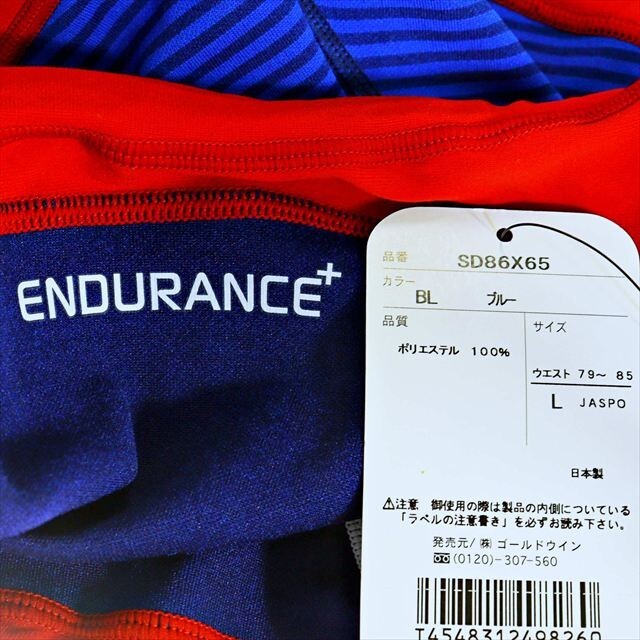 ENDURANCE+
品番 SD86X65
カラー
BL ブルー
品質 サイズ
ポリエステル 100%
ウエスト 79~ 85
L JASPO
日本製
⚠注意 御使用の際は製品の内側についている
「ラベルの注意書き」を必ずお読み下さい。
発売元/㈱ ゴールドウイン
(0120)-307-560
T4548312498260